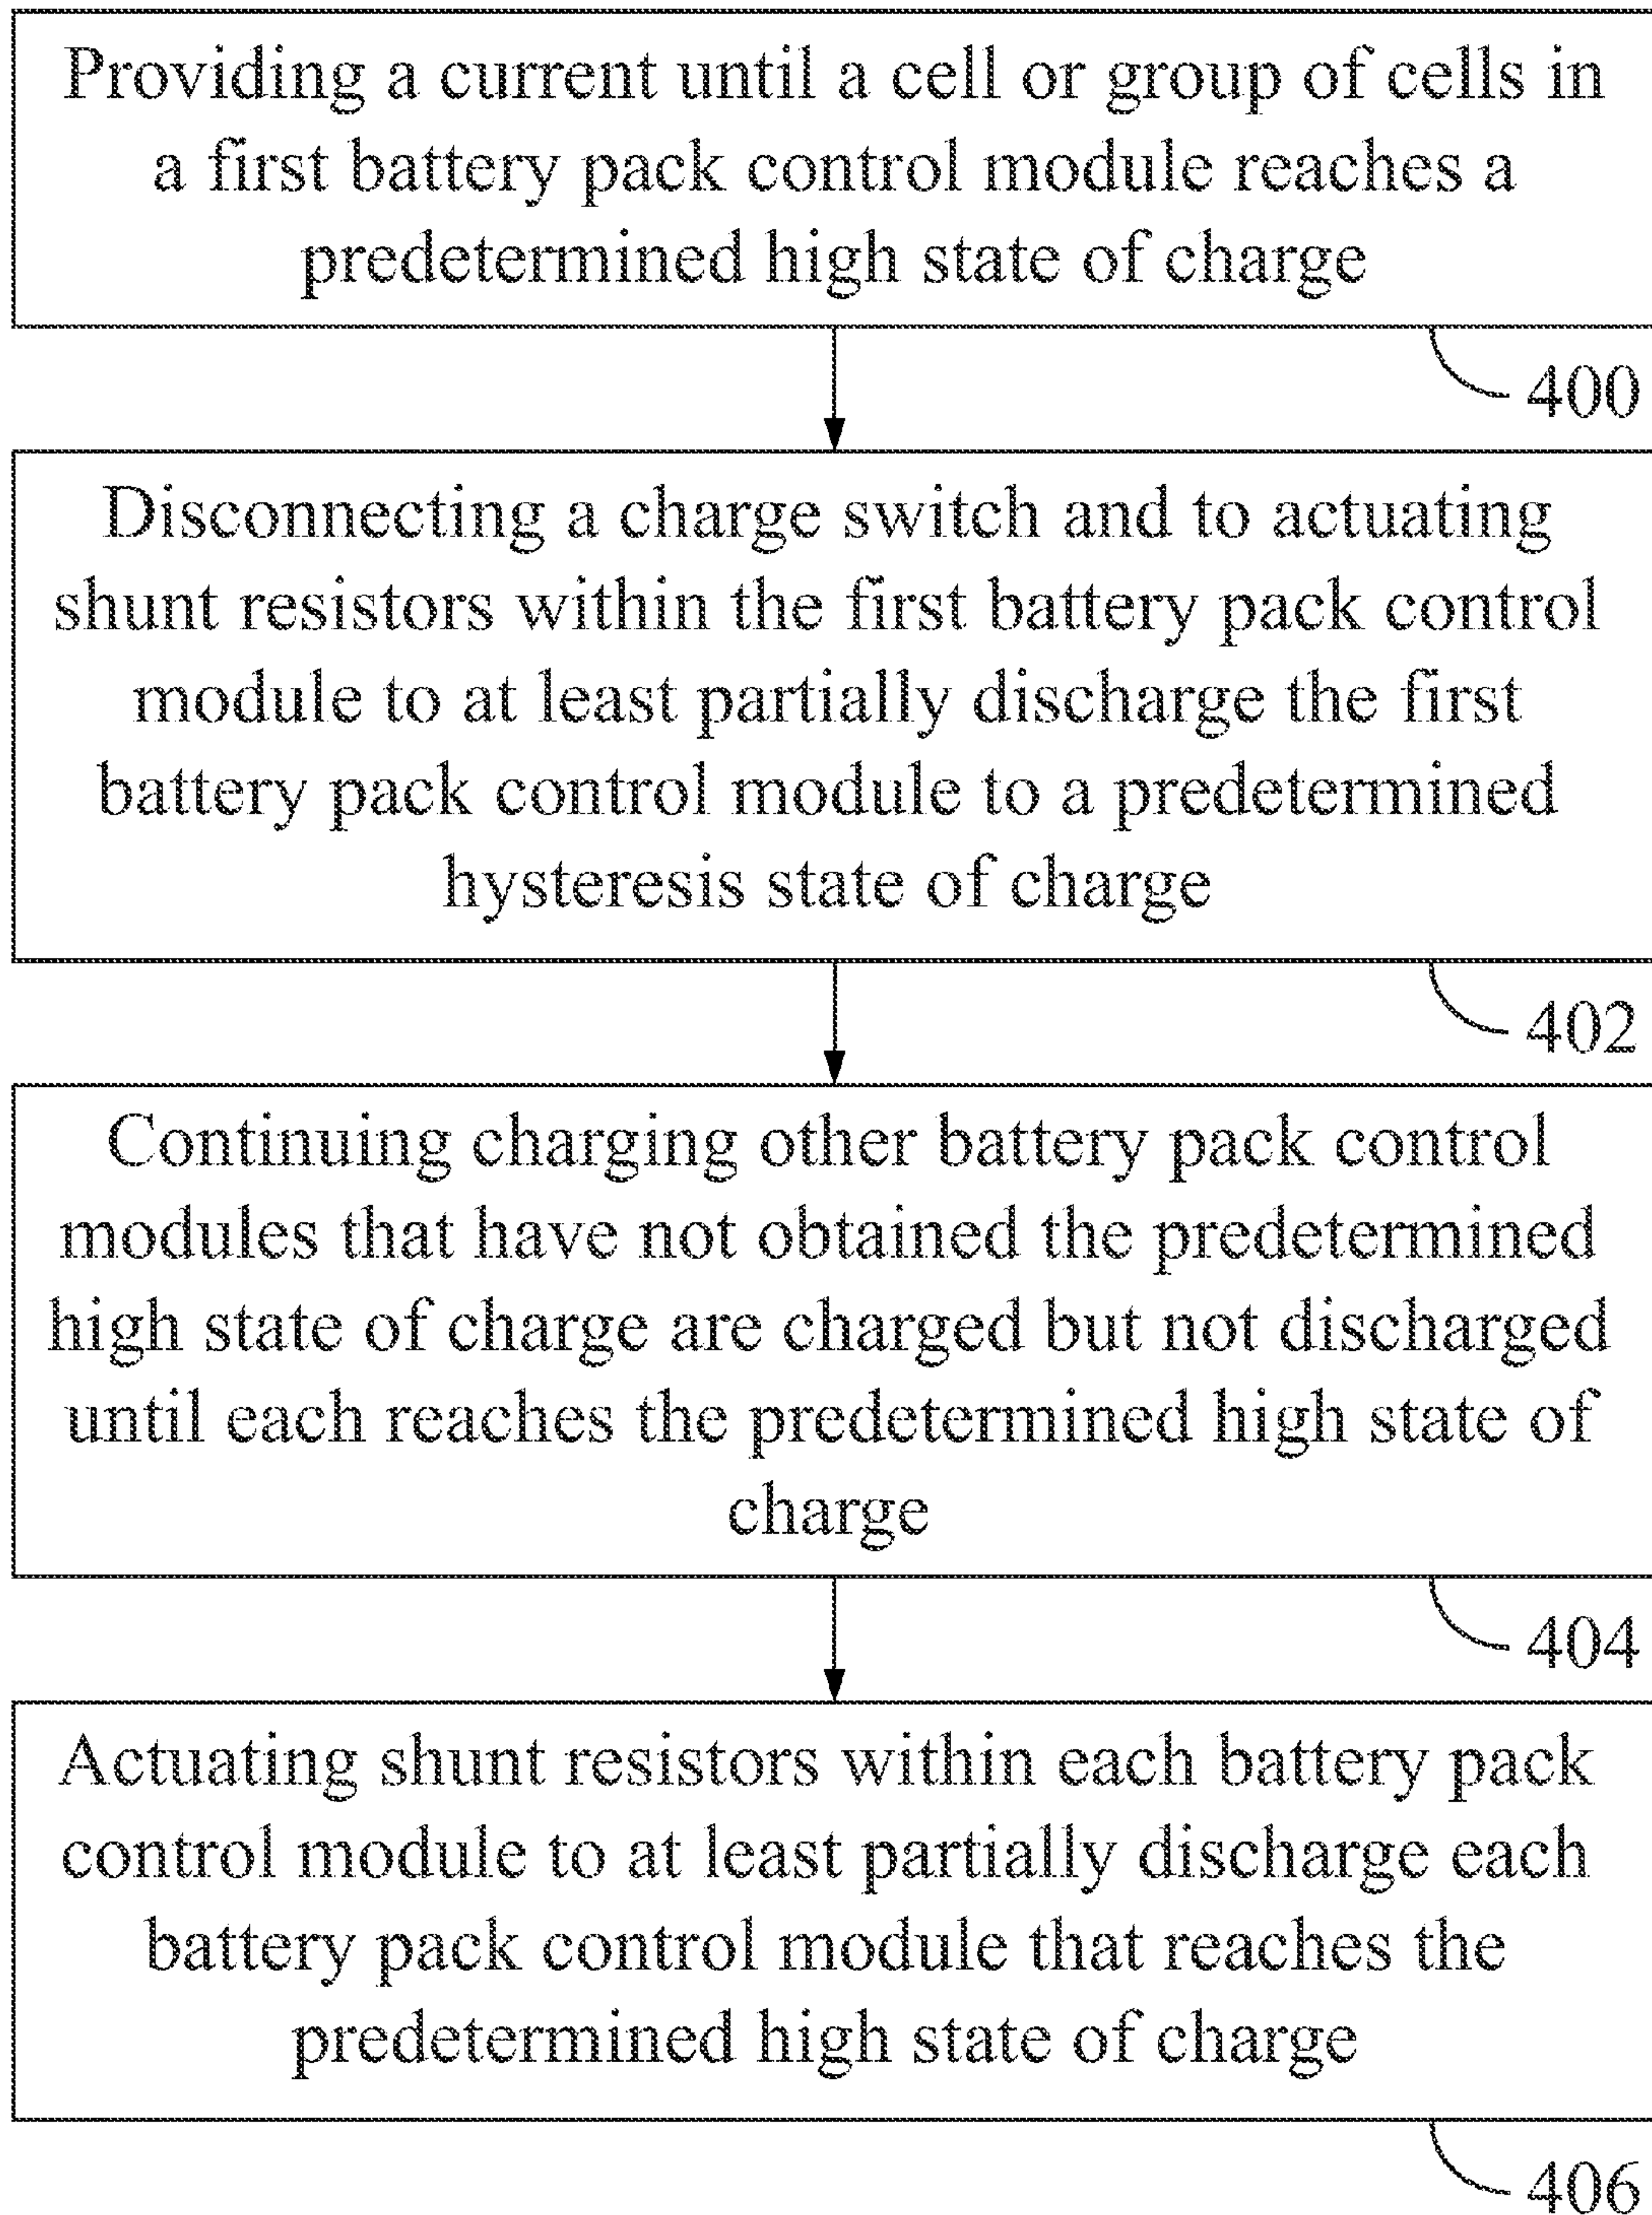 Providing a current until a cell or group of cells in
a first battery pack control module reaches a
predetermined high state of charge
400
Disconnecting a charge switch and to actuating
shunt resistors within the first battery pack control
module to at least partially discharge the first
battery pack control module to a predetermined
hysteresis state of charge
402
Continuing charging other battery pack control
modules that have not obtained the predetermined
high state of charge are charged but not discharged
until each reaches the predetermined high state of
charge
404
Actuating shunt resistors within each battery pack
control module to at least partially discharge each
battery pack control module that reaches the
predetermined high state of charge
406